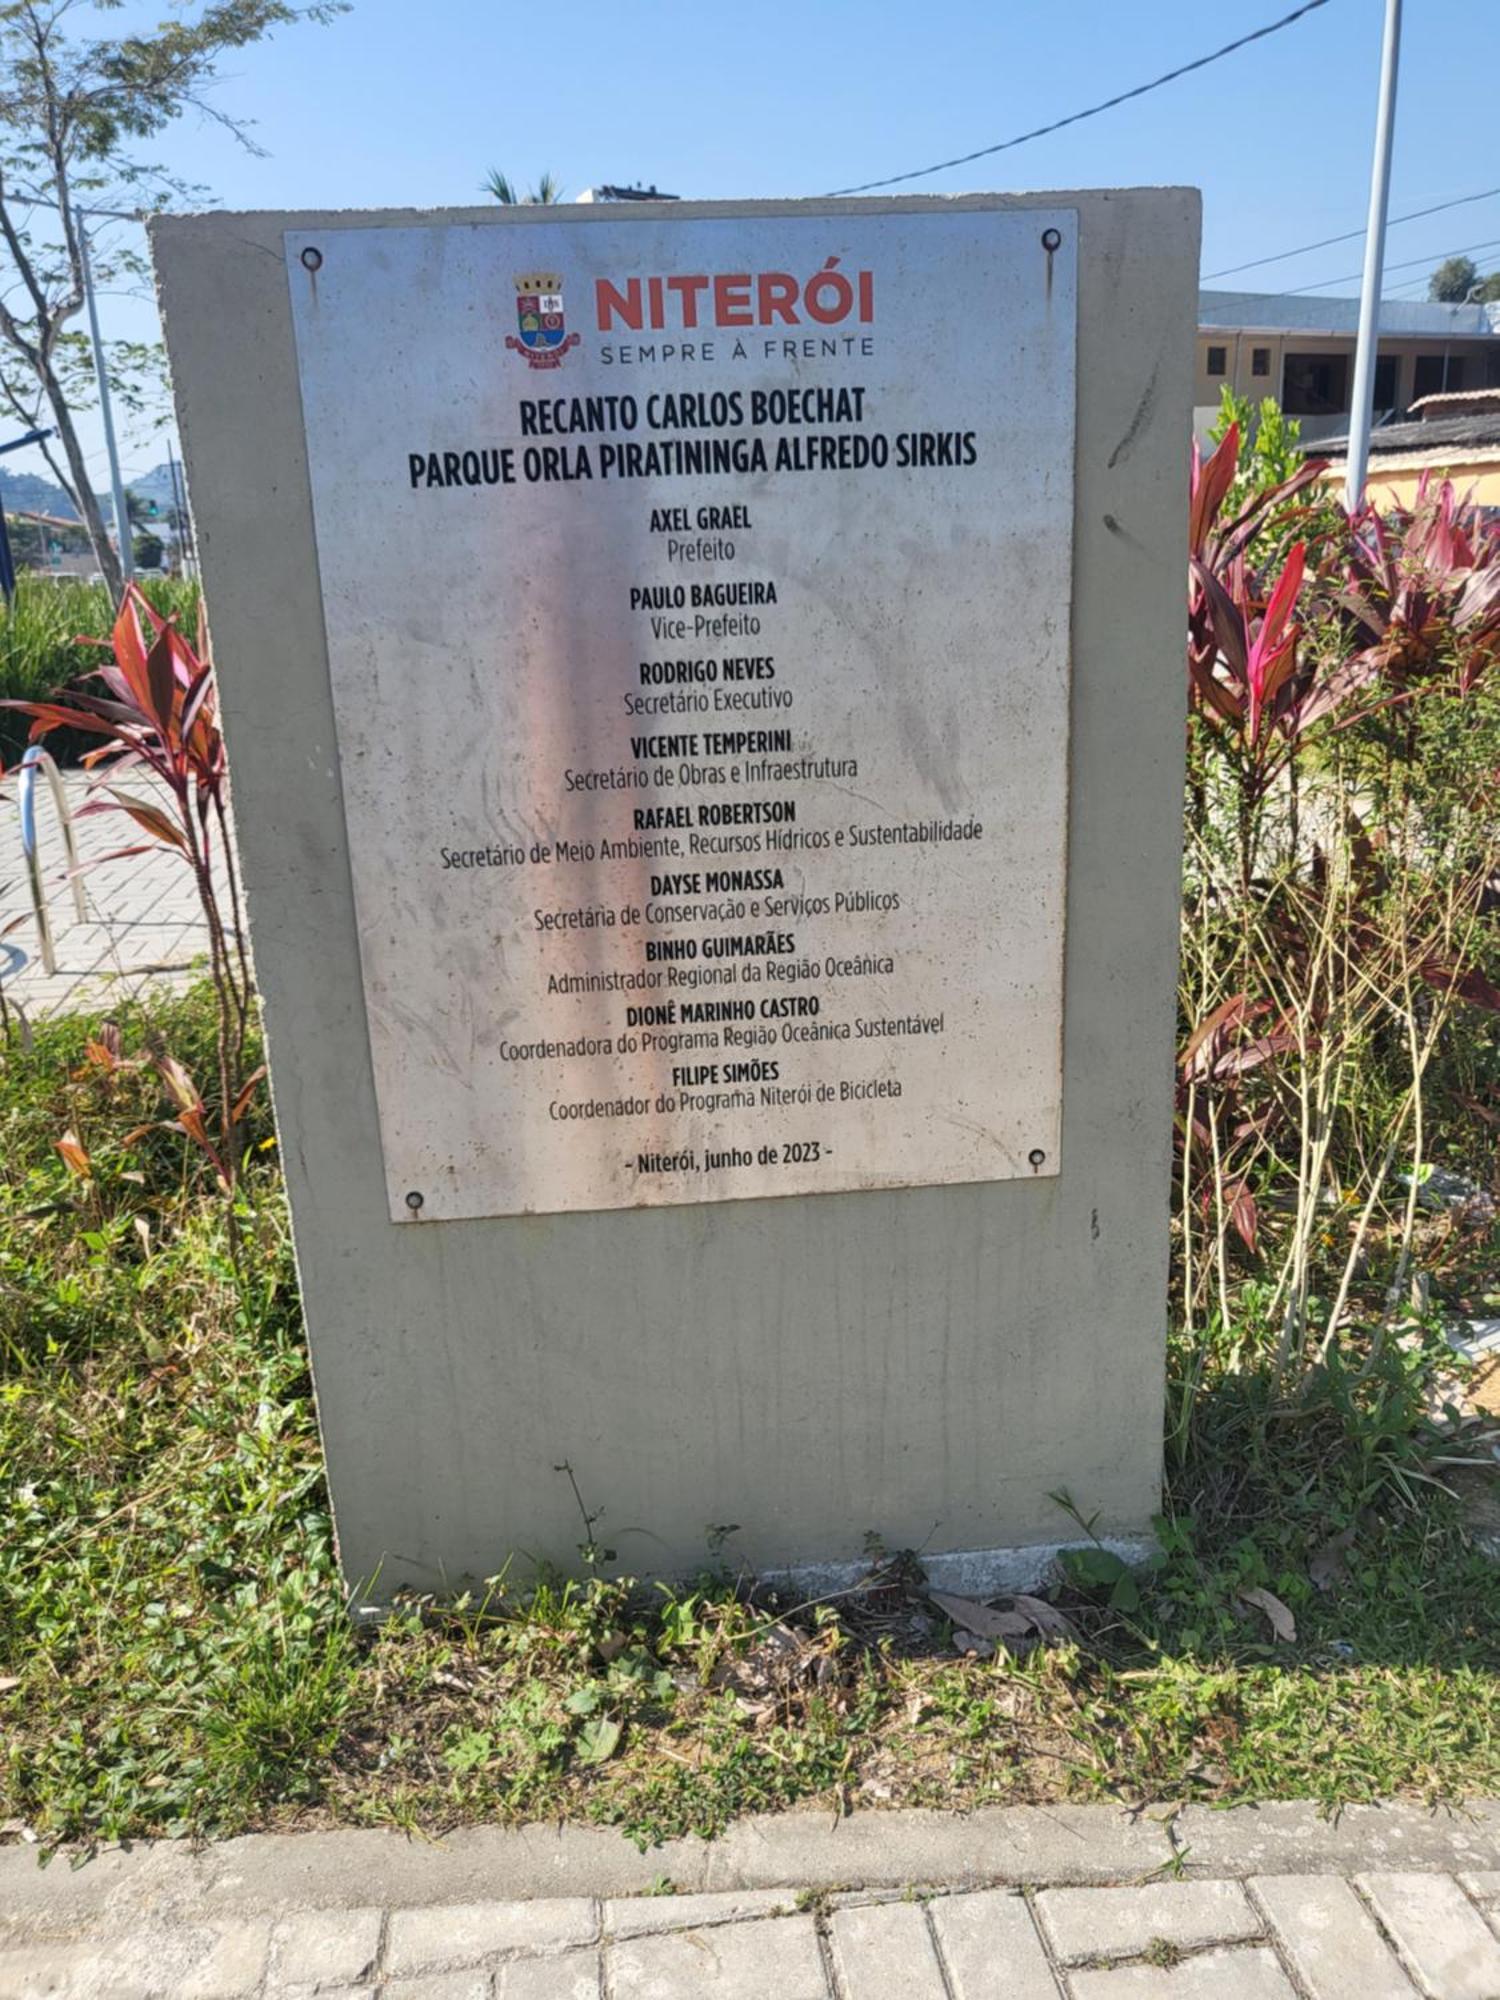 NITERÓI
SEMPRE À FRENTE
RECANTO CARLOS BOECHAT
PARQUE ORLA PIRATININGA ALFREDO SIRKIS
AXEL GRAEL
Prefeito
PAULO BAGUEIRA
Vice-Prefeito
RODRIGO NEVES
Secretário Executivo
VICENTE TEMPERINI
Secretário de Obras e Infraestrutura
RAFAEL ROBERTSON
Secretário de Meio Ambiente, Recursos Hídricos e Sustentabilidade
DAYSE MONASSA
Secretária de Conservação e Serviços Públicos
BINHO GUIMARÃES
Administrador Regional da Região Oceânica
DIONÊ MARINHO CASTRO
Coordenadora do Programa Região Oceânica Sustentável
FILIPE SIMÕES
Coordenador do Programa Niterói de Bicicleta
- Niterói, junho de 2023 -